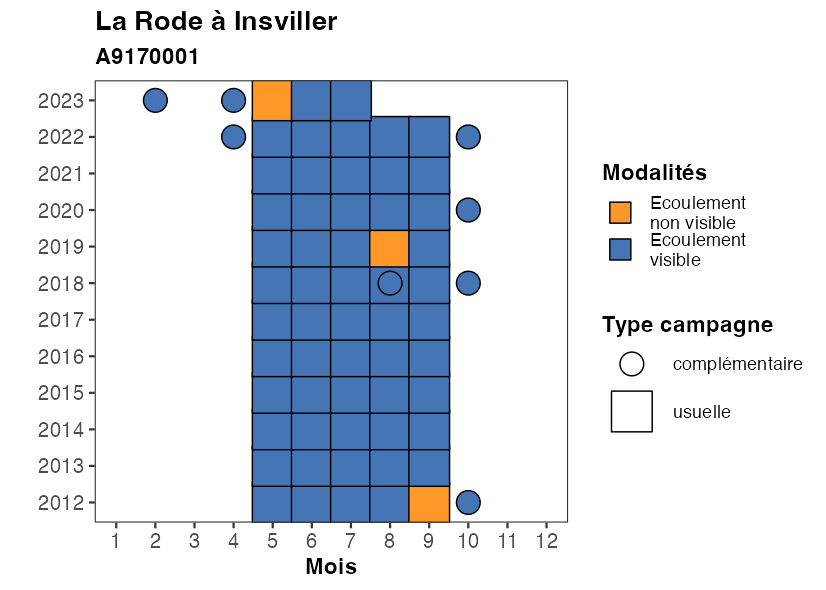 La Rode à Insviller
A9170001
2023
2022
2021
2020
2019
2018
2017
2016
2015
2014
2013
2012
1 2 3 4 5 6 7 8 9 10 11 12
Mois
Modalités
Ecoulement
non visible
Ecoulement
visible
Type campagne
complémentaire
usuelle